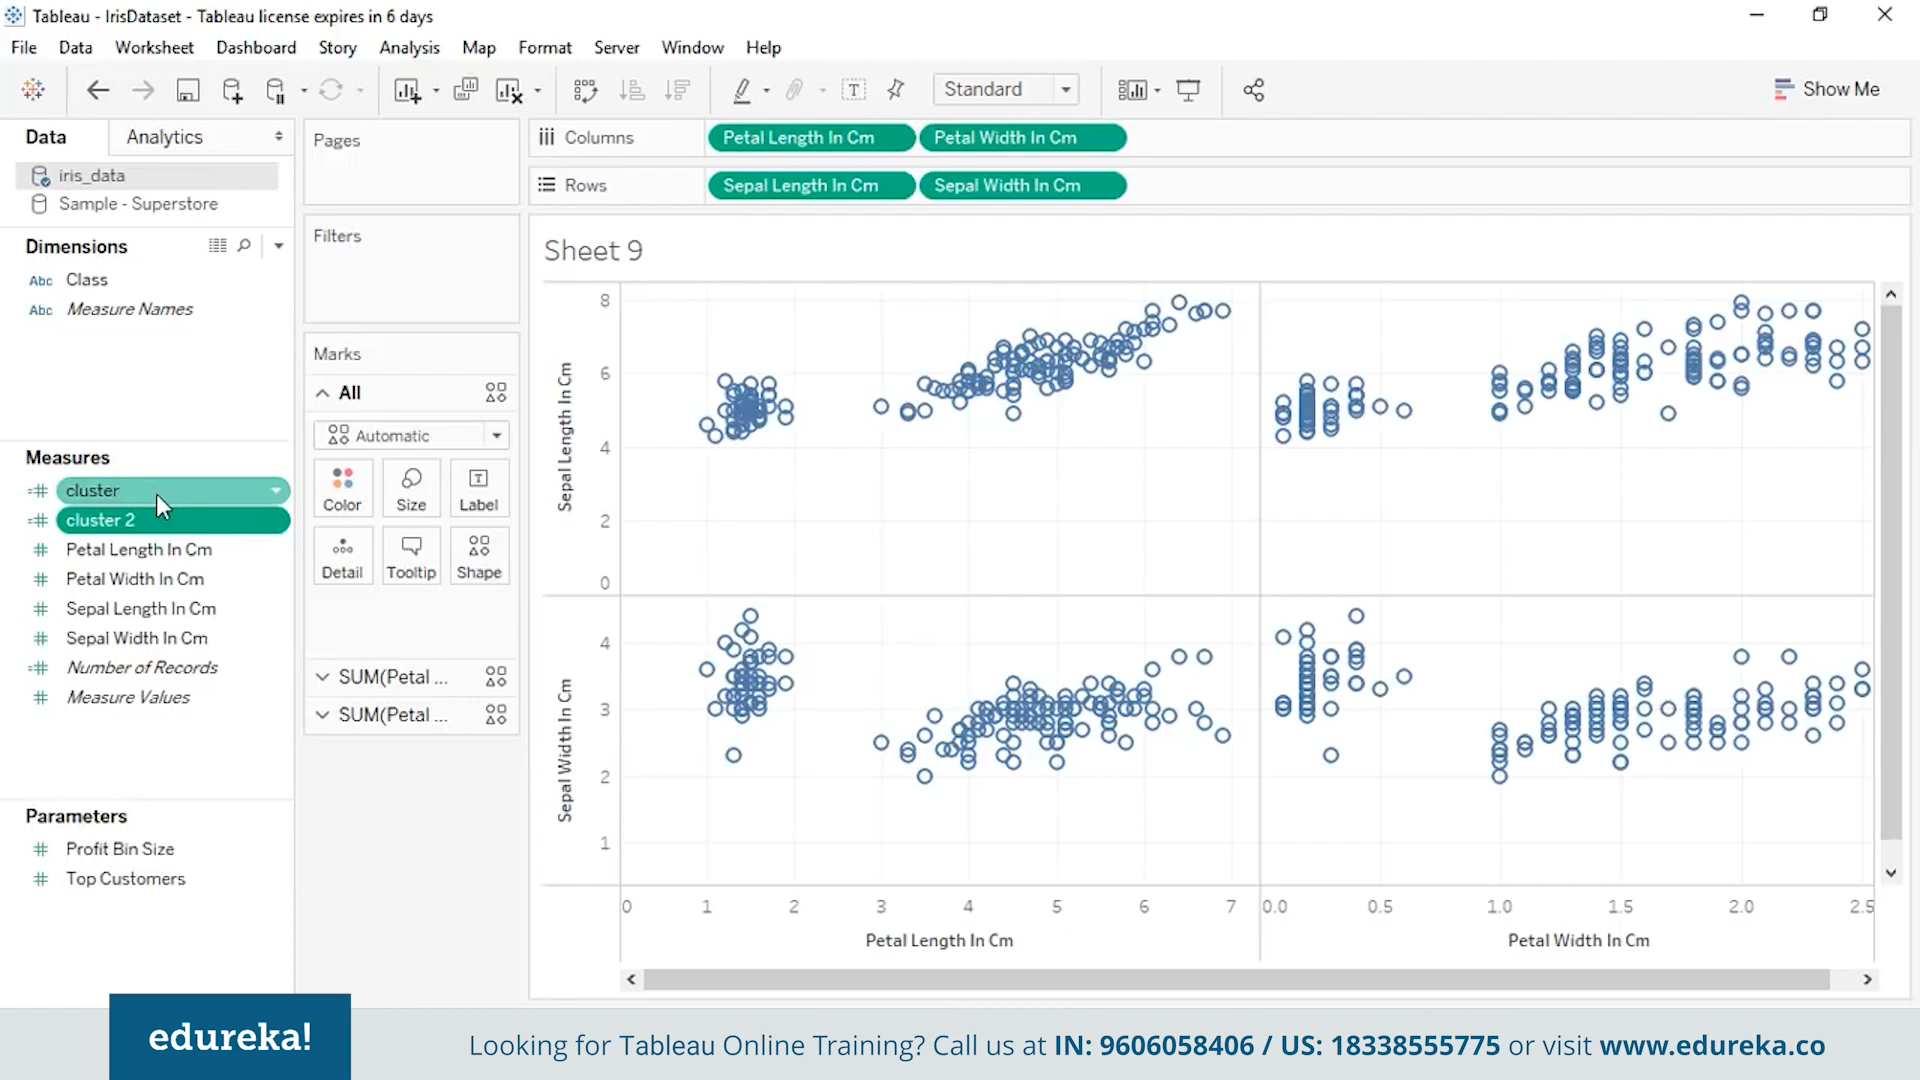 Tableau - IrisDataset - Tableau license expires in 6 days
File Data Worksheet Dashboard Story Analysis Map Format Server Window Help
Standard
Show Me
Data Analytics
iris_data
Sample - Superstore
Dimensions
Abc Class
Abc Measure Names
Measures
cluster
cluster 2
Petal Length In Cm
Petal Width In Cm
Sepal Length In Cm
Sepal Width In Cm
Number of Records
Measure Values
Parameters
Profit Bin Size
Top Customers
Pages
Filters
Marks
All
Automatic
Color Size Label
Detail Tooltip Shape
SUM(Petal ...
SUM(Petal ...
Columns Petal Length In Cm Petal Width In Cm
Rows Sepal Length In Cm Sepal Width In Cm
Sheet 9
Sepal Length In Cm
8
6
4
2
0
Sepal Width In Cm
4
3
2
1
0 1 2 3 4 5 6 7 0.0 0.5 1.0 1.5 2.0 2.5
Petal Length In Cm Petal Width In Cm
edureka!
Looking for Tableau Online Training? Call us at IN: 9606058406 / US: 18338555775 or visit www.edureka.co